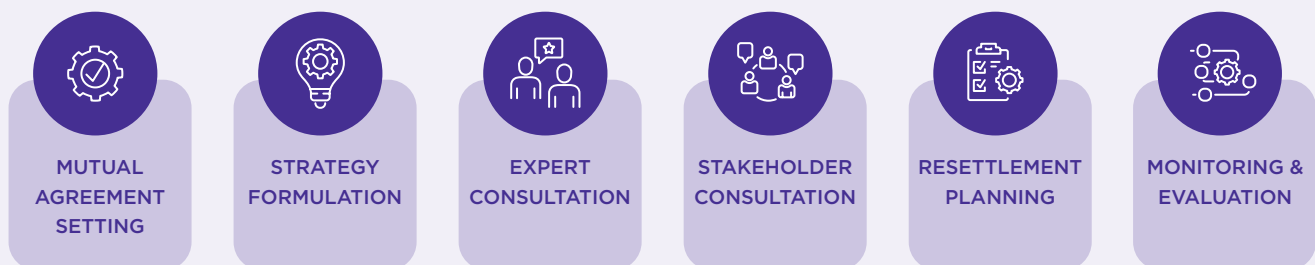 MUTUAL
AGREEMENT
SETTING
STRATEGY
FORMULATION
EXPERT
CONSULTATION
STAKEHOLDER
CONSULTATION
RESETTLEMENT
PLANNING
MONITORING &
EVALUATION